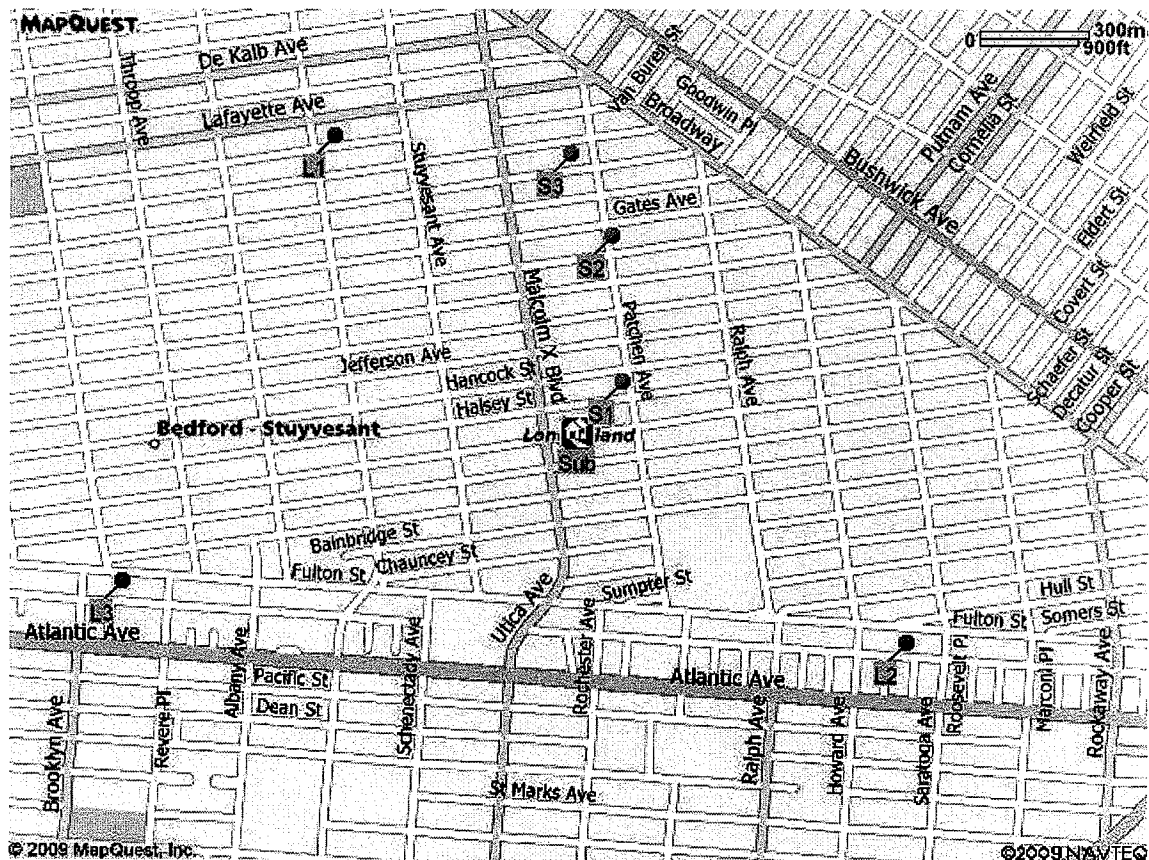 MAPQUEST.
300m
0
900ft
De Kalb Ave
Throop Ave
Van Buren St
Goodwin Pl
Broadway
Putnam Ave
Cornelia St
Weirfield St
Lafayette Ave
L1
Stuyvesant Ave
S3
Bushwick Ave
Gates Ave
Eldert St
S2
Covert St
Malcolm X Blvd
Patchen Ave
Ralph Ave
Jefferson Ave
Hancock St
Halsey St
Schaefer St
Decatur St
Cooper St
S1
Bedford - Stuyvesant
Sub
Bainbridge St
Chauncey St
Fulton St
Utica Ave
Sumpter St
Hull St
Fulton St
Somers St
L3
Atlantic Ave
L2
Albany Ave
Schenectady Ave
Rochester Ave
Atlantic Ave
Pacific St
Dean St
Brooklyn Ave
Revere Pl
Ralph Ave
Howard Ave
Saratoga Ave
Roosevelt Pl
Marconi Pl
Rockaway Ave
St Marks Ave
© 2009 MapQuest, Inc.
©2009 NAVTEQ